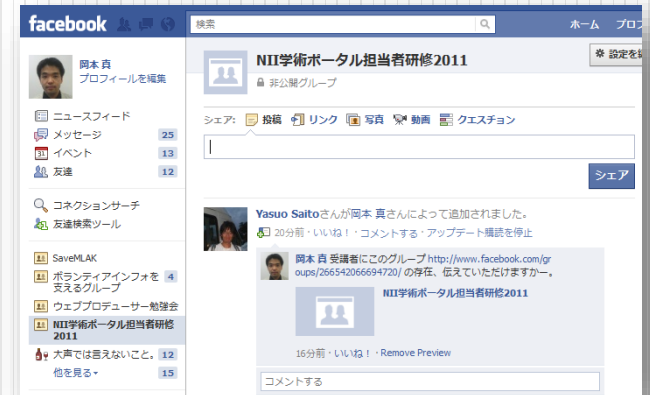 facebook
検索
ホーム プロフ
岡本 真
プロフィールを編集
ニュースフィード
メッセージ 25
31 イベント 13
友達 12
コネクションサーチ
友達検索ツール
SaveMLAK
ボランティアインフォを 4
支えるグループ
ウェブプロデューサー勉強会
NII学術ポータル担当者研修
2011
大声では言えないこと。 12
他を見る 15
NII学術ポータル担当者研修2011
非公開グループ
設定を編
シェア: 投稿 リンク 写真 動画 クエスチョン
シェア
Yasuo Saitoさんが岡本 真さんによって追加されました。
20分前・いいね！・コメントする・アップデート購読を停止
岡本 真 受講者にこのグループ http://www.facebook.com/gr
oups/266542066694720/ の存在、伝えていただけますかー。
NII学術ポータル担当者研修2011
16分前・いいね！・Remove Preview
コメントする